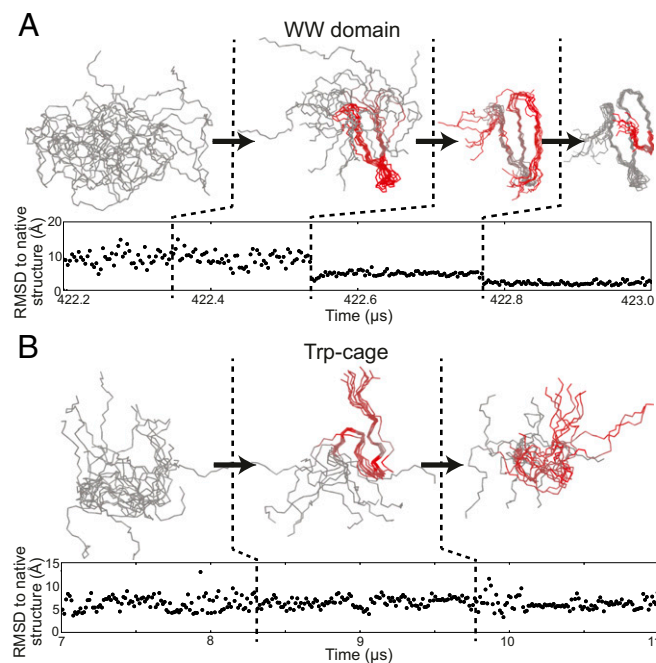 A
WW domain
RMSD to native
structure (Å)
20
10
0
422.2
422.4
422.6
422.8
423.0
Time (μs)
B
Trp-cage
RMSD to native
structure (Å)
15
10
5
0
7
8
9
10
11
Time (μs)